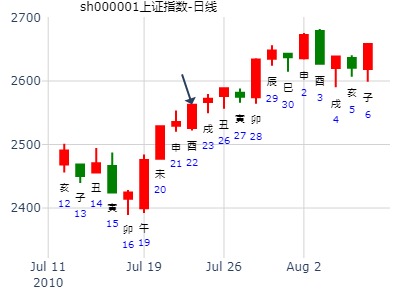 sh000001上证指数-日线
2700
2600
2500
2400
亥
12
子
13
丑
14
寅
15
卯
16
午
19
未
20
申
21
酉
22
戌
23
丑
26
寅
27
卯
28
辰
29
巳
30
申
2
酉
3
戌
4
亥
5
子
6
Jul 11
2010
Jul 19
Jul 26
Aug 2